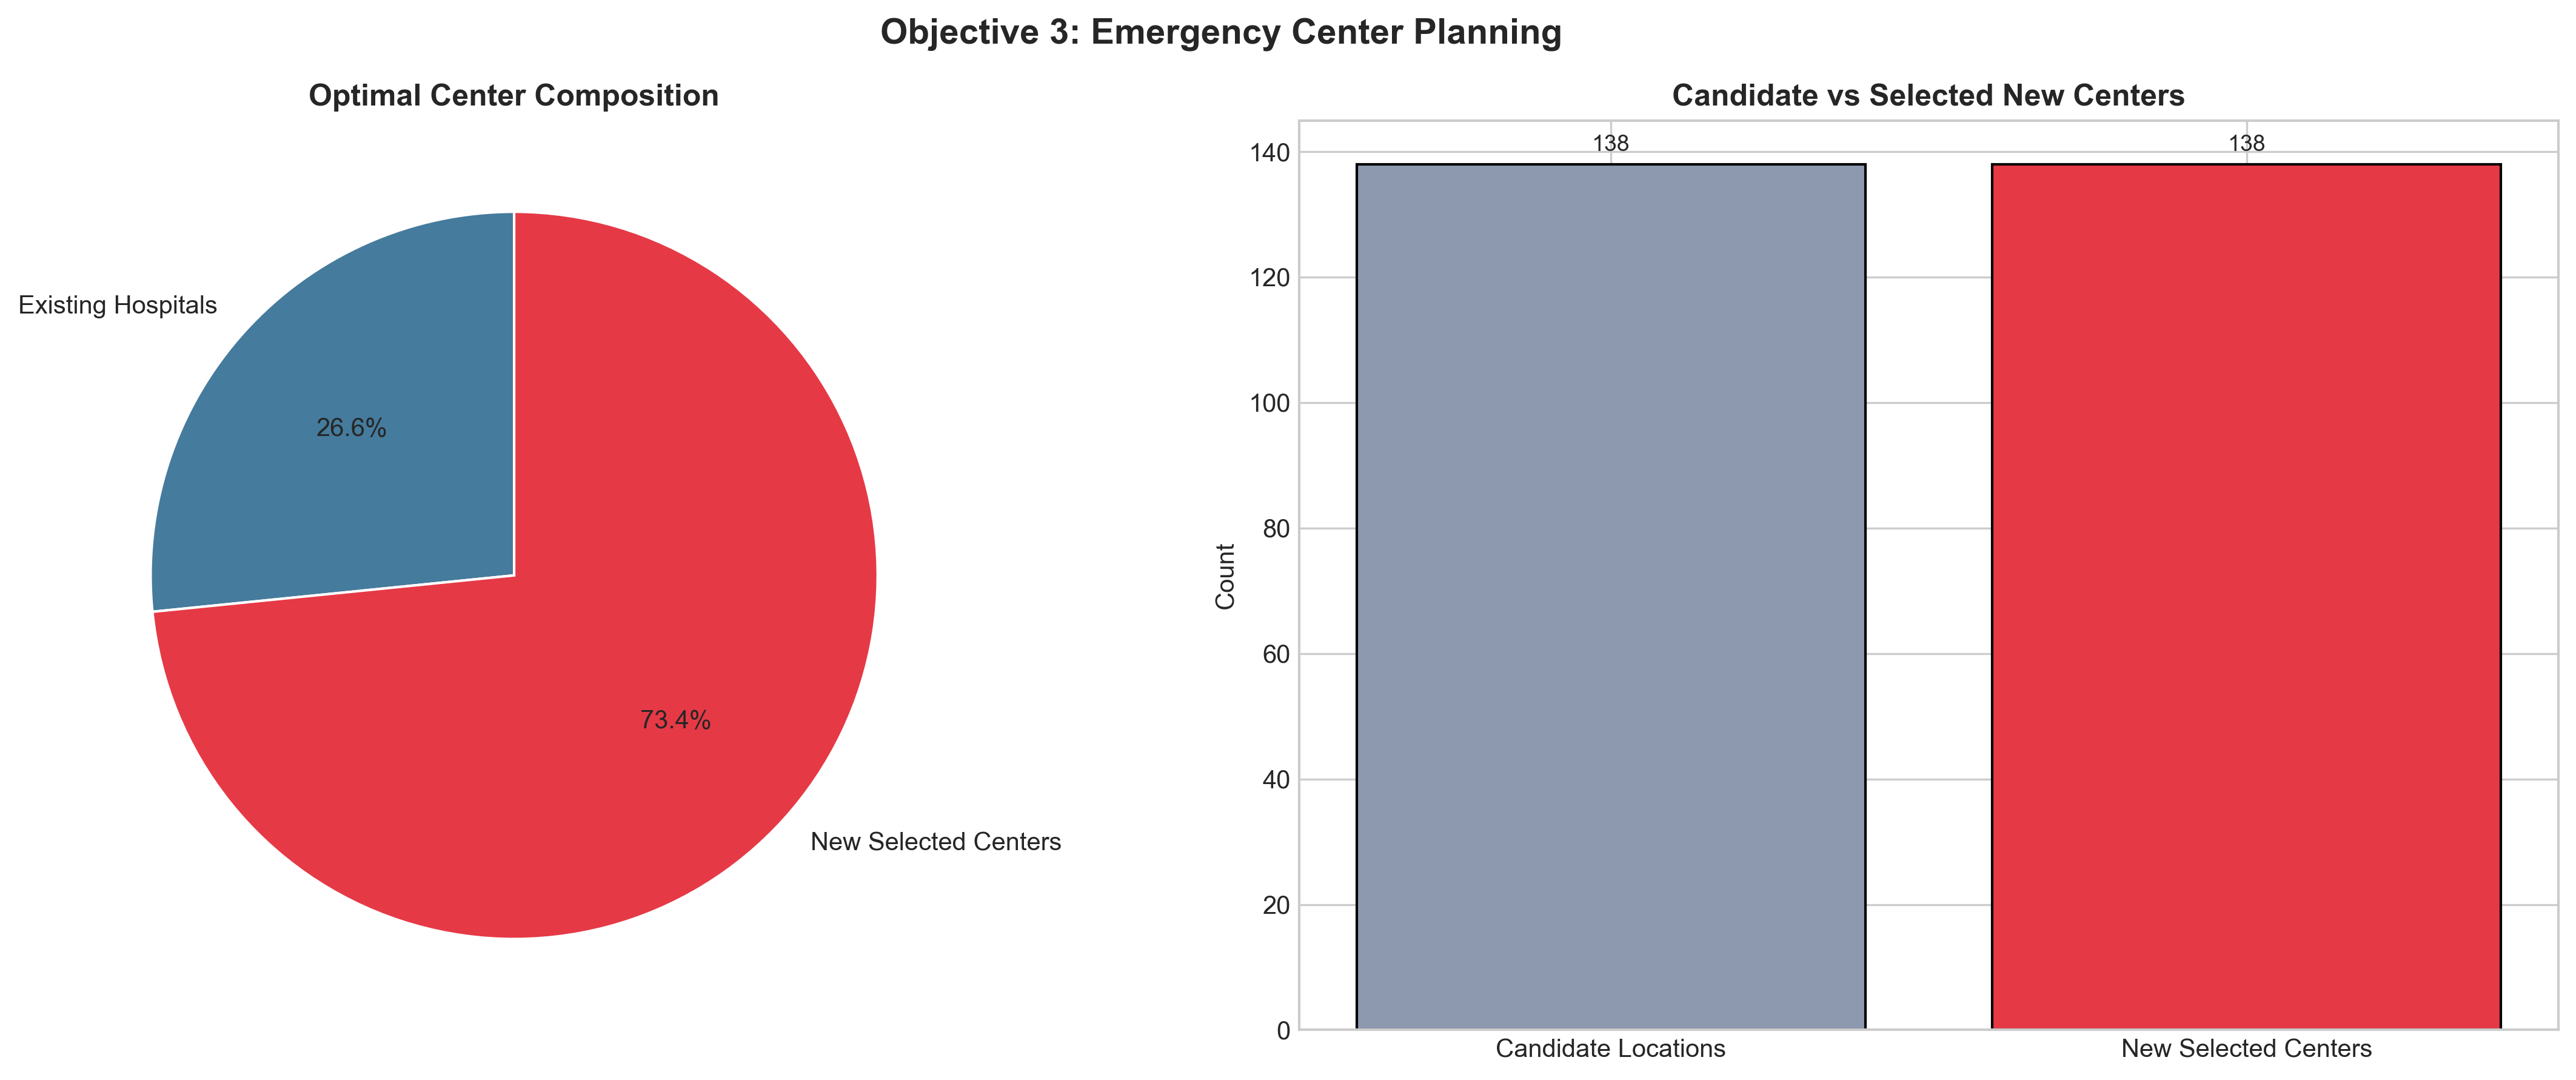 Objective 3: Emergency Center Planning
Optimal Center Composition
Existing Hospitals
26.6%
73.4%
New Selected Centers
Candidate vs Selected New Centers
Count
140
120
100
80
60
40
20
0
138
138
Candidate Locations
New Selected Centers